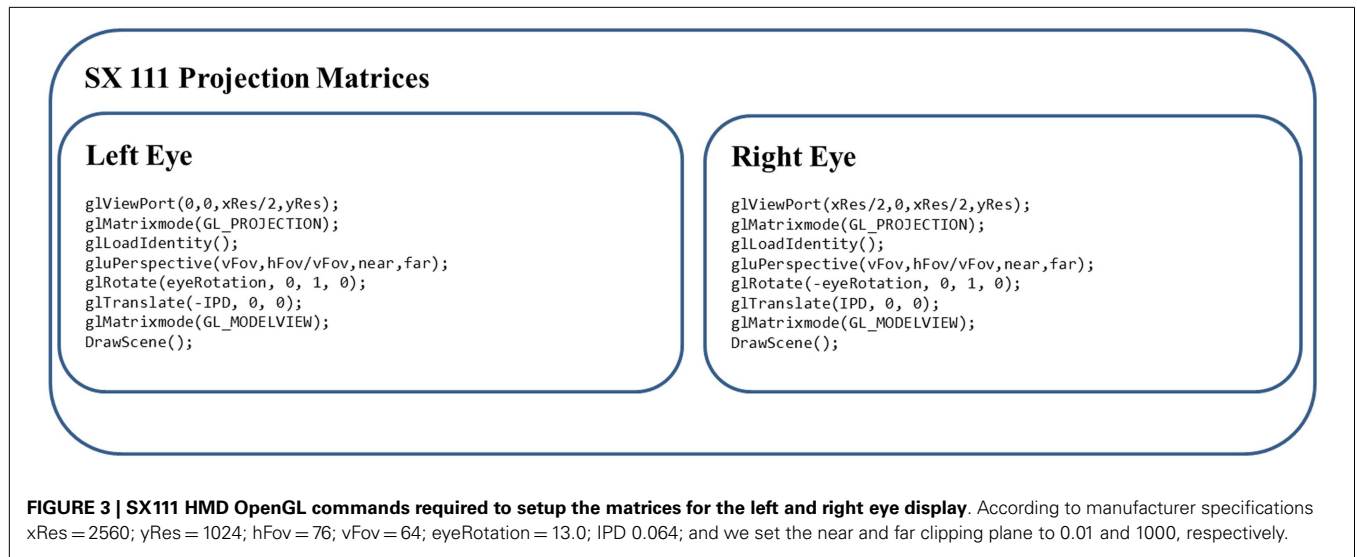 SX 111 Projection Matrices
Left Eye
glViewPort(0,0,xRes/2,yRes);
glMatrixmode(GL_PROJECTION);
glLoadIdentity();
gluPerspective(vFov,hFov/vFov,near,far);
glRotate(eyeRotation, 0, 1, 0);
glTranslate(-IPD, 0, 0);
glMatrixmode(GL_MODELVIEW);
DrawScene();
Right Eye
glViewPort(xRes/2,0,xRes/2,yRes);
glMatrixmode(GL_PROJECTION);
glLoadIdentity();
gluPerspective(vFov,hFov/vFov,near,far);
glRotate(-eyeRotation, 0, 1, 0);
glTranslate(IPD, 0, 0);
glMatrixmode(GL_MODELVIEW);
DrawScene();
FIGURE 3 | SX111 HMD OpenGL commands required to setup the matrices for the left and right eye display. According to manufacturer specifications
xRes = 2560; yRes = 1024; hFov = 76; vFov = 64; eyeRotation = 13.0; IPD 0.064; and we set the near and far clipping plane to 0.01 and 1000, respectively.